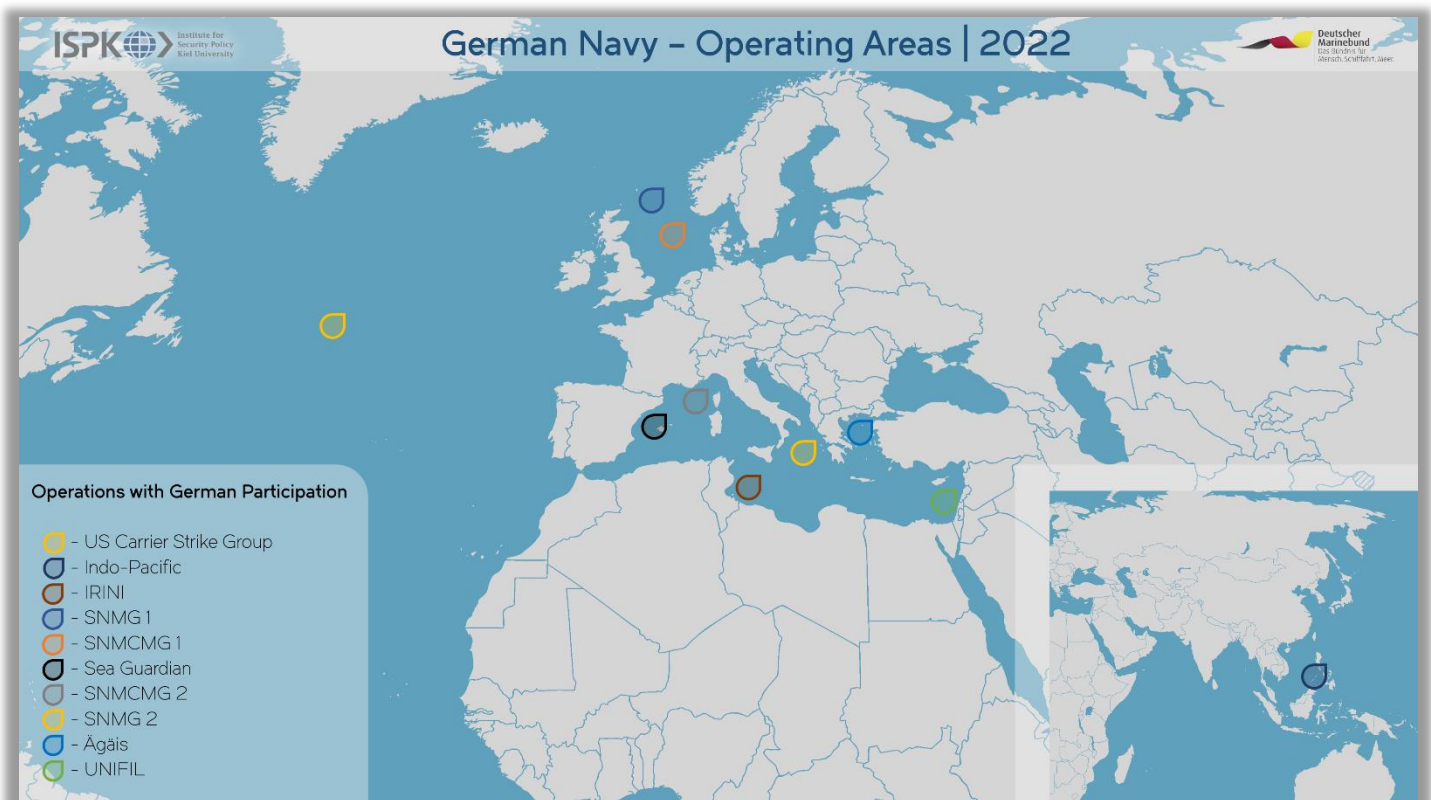 ISPK
Institute for
Security Policy
Kiel University
German Navy – Operating Areas | 2022
Deutscher
Marinebund
Das Bündnis für
Mensch. Schifffahrt. Meer.
Operations with German Participation
- US Carrier Strike Group
- Indo-Pacific
- IRINI
- SNMG 1
- SNMCMG 1
- Sea Guardian
- SNMCMG 2
- SNMG 2
- Ägäis
- UNIFIL